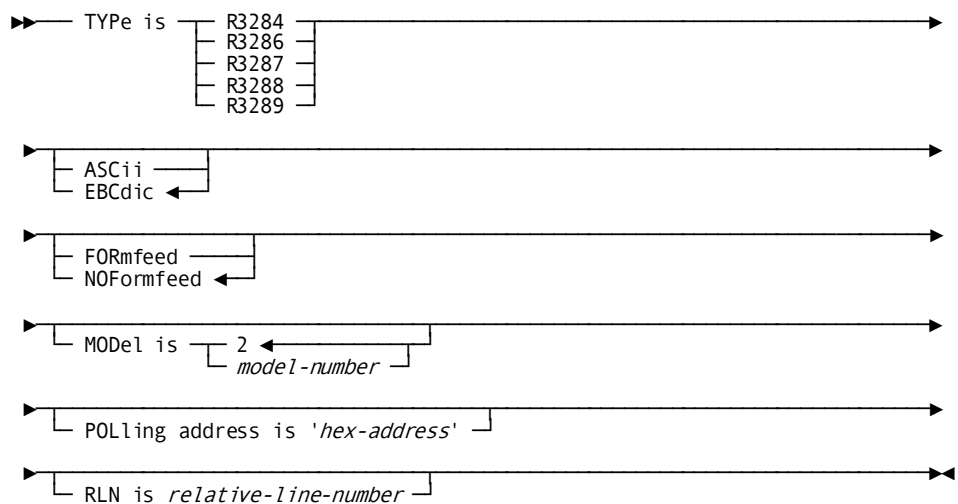 TYPe is R3284
R3286
R3287
R3288
R3289
ASCii
EBCdic
FORmfeed
NOFormfeed
MODel is 2
model-number
POLling address is 'hex-address'
RLN is relative-line-number